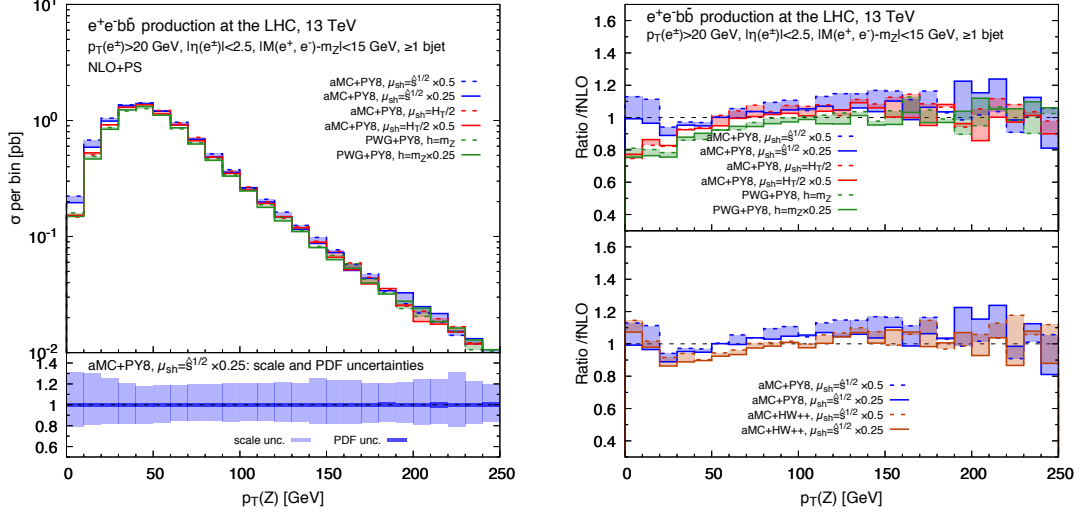 e⁺e⁻bb̄ production at the LHC, 13 TeV
p_T(e^±)>20 GeV, |η(e^±)|<2.5, |M(e⁺, e⁻)-m_Z|<15 GeV, ≥1 bjet
NLO+PS
aMC+PY8, μ_sh=ŝ^1/2 ×0.5
aMC+PY8, μ_sh=ŝ^1/2 ×0.25
aMC+PY8, μ_sh=H_T/2
aMC+PY8, μ_sh=H_T/2 ×0.5
PWG+PY8, h=m_Z
PWG+PY8, h=m_Z×0.25
σ per bin [pb]
10^1
10^0
10^-1
10^-2
aMC+PY8, μ_sh=ŝ^1/2 ×0.25: scale and PDF uncertainties
1.4
1.2
1
0.8
0.6
scale unc.
PDF unc.
0 50 100 150 200 250
p_T(Z) [GeV]
e⁺e⁻bb̄ production at the LHC, 13 TeV
p_T(e^±)>20 GeV, |η(e^±)|<2.5, |M(e⁺, e⁻)-m_Z|<15 GeV, ≥1 bjet
Ratio /fNLO
1.6
1.4
1.2
1
0.8
0.6
0.4
aMC+PY8, μ_sh=ŝ^1/2 ×0.5
aMC+PY8, μ_sh=ŝ^1/2 ×0.25
aMC+PY8, μ_sh=H_T/2
aMC+PY8, μ_sh=H_T/2 ×0.5
PWG+PY8, h=m_Z
PWG+PY8, h=m_Z×0.25
Ratio /fNLO
1.6
1.4
1.2
1
0.8
0.6
0.4
aMC+PY8, μ_sh=ŝ^1/2 ×0.5
aMC+PY8, μ_sh=ŝ^1/2 ×0.25
aMC+HW++, μ_sh=ŝ^1/2 ×0.5
aMC+HW++, μ_sh=ŝ^1/2 ×0.25
0 50 100 150 200 250
p_T(Z) [GeV]